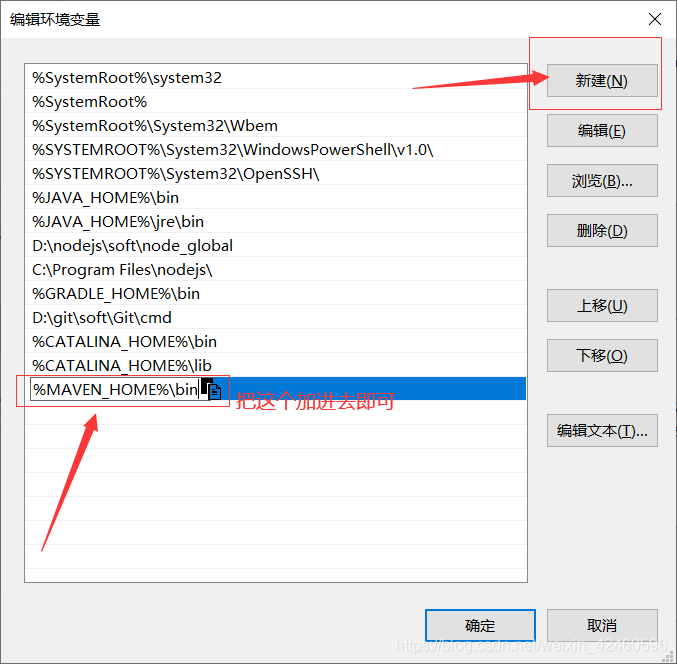 编辑环境变量
%SystemRoot%\system32
%SystemRoot%
%SystemRoot%\System32\Wbem
%SYSTEMROOT%\System32\WindowsPowerShell\v1.0\
%SYSTEMROOT%\System32\OpenSSH\
%JAVA_HOME%\bin
%JAVA_HOME%\jre\bin
D:\nodejs\soft\node_global
C:\Program Files\nodejs\
%GRADLE_HOME%\bin
D:\git\soft\Git\cmd
%CATALINA_HOME%\bin
%CATALINA_HOME%\lib
%MAVEN_HOME%\bin
把这个加进去即可
新建(N)
编辑(E)
浏览(B)...
删除(D)
上移(U)
下移(O)
编辑文本(T)...
确定
取消
https://blog.csdn.net/weixin_42460596